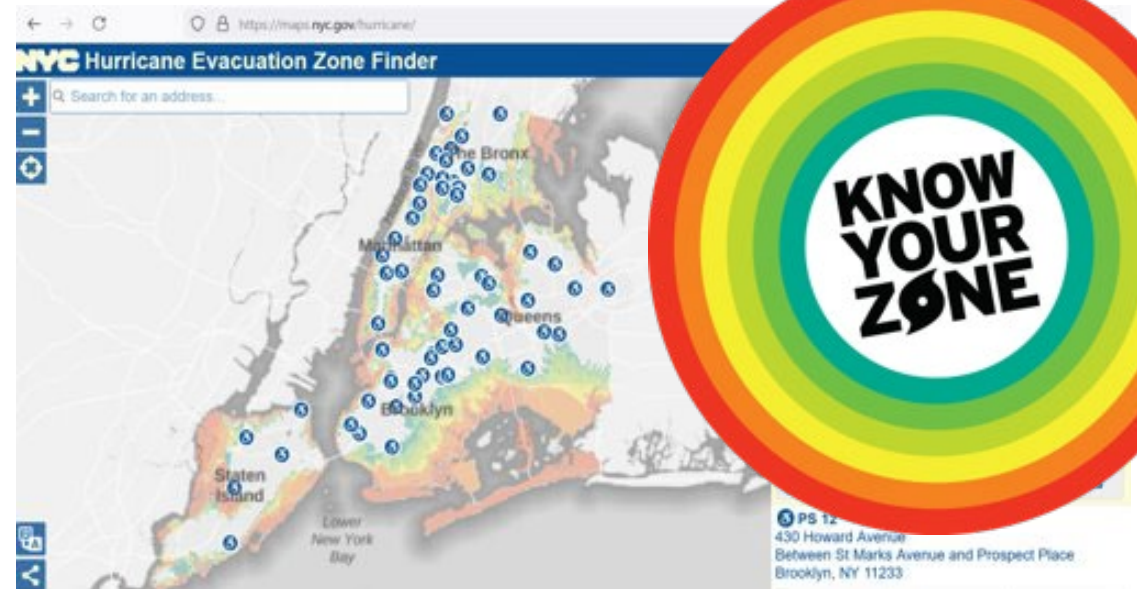 https://maps.nyc.gov/hurricane/
NYC Hurricane Evacuation Zone Finder
Search for an address...
The Bronx
Manhattan
Queens
Brooklyn
Staten
Island
Lower
New York
Bay
KNOW
YOUR
ZONE
PS 12
430 Howard Avenue
Between St Marks Avenue and Prospect Place
Brooklyn, NY 11233